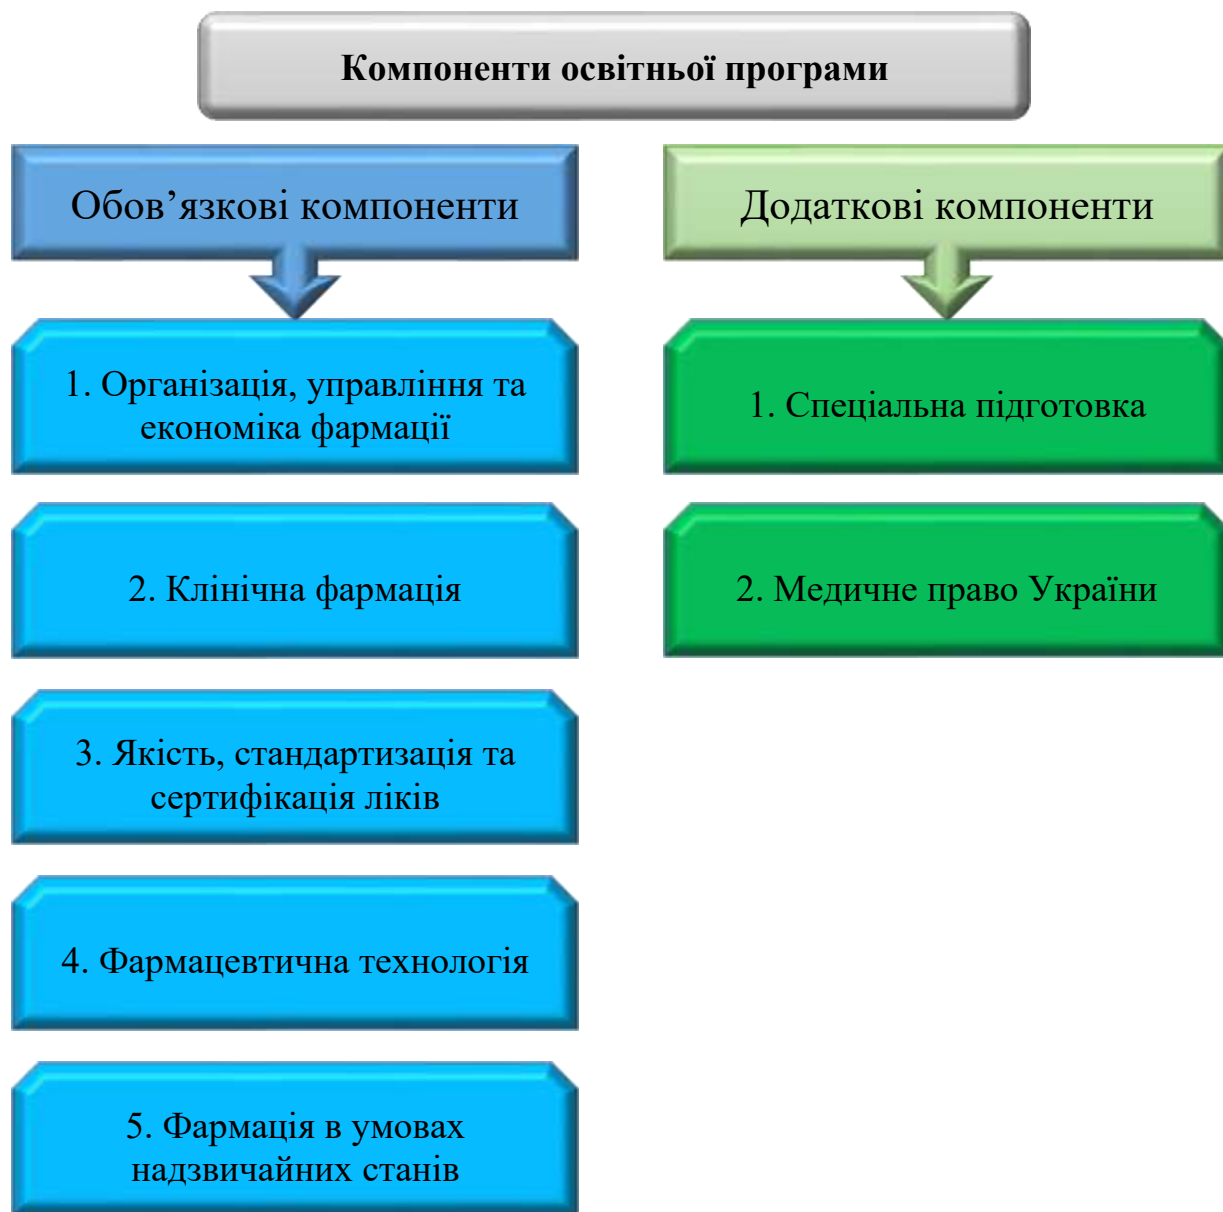 Компоненти освітньої програми
Обов’язкові компоненти
1. Організація, управління та
економіка фармації
2. Клінічна фармація
3. Якість, стандартизація та
сертифікація ліків
4. Фармацевтична технологія
5. Фармація в умовах
надзвичайних станів
Додаткові компоненти
1. Спеціальна підготовка
2. Медичне право України